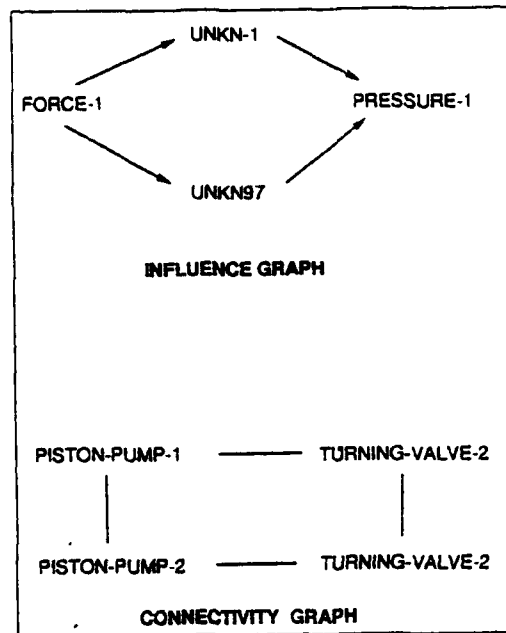 UNKN-1
FORCE-1 PRESSURE-1
UNKN97
INFLUENCE GRAPH
PISTON-PUMP-1 TURNING-VALVE-2
PISTON-PUMP-2 TURNING-VALVE-2
CONNECTIVITY GRAPH